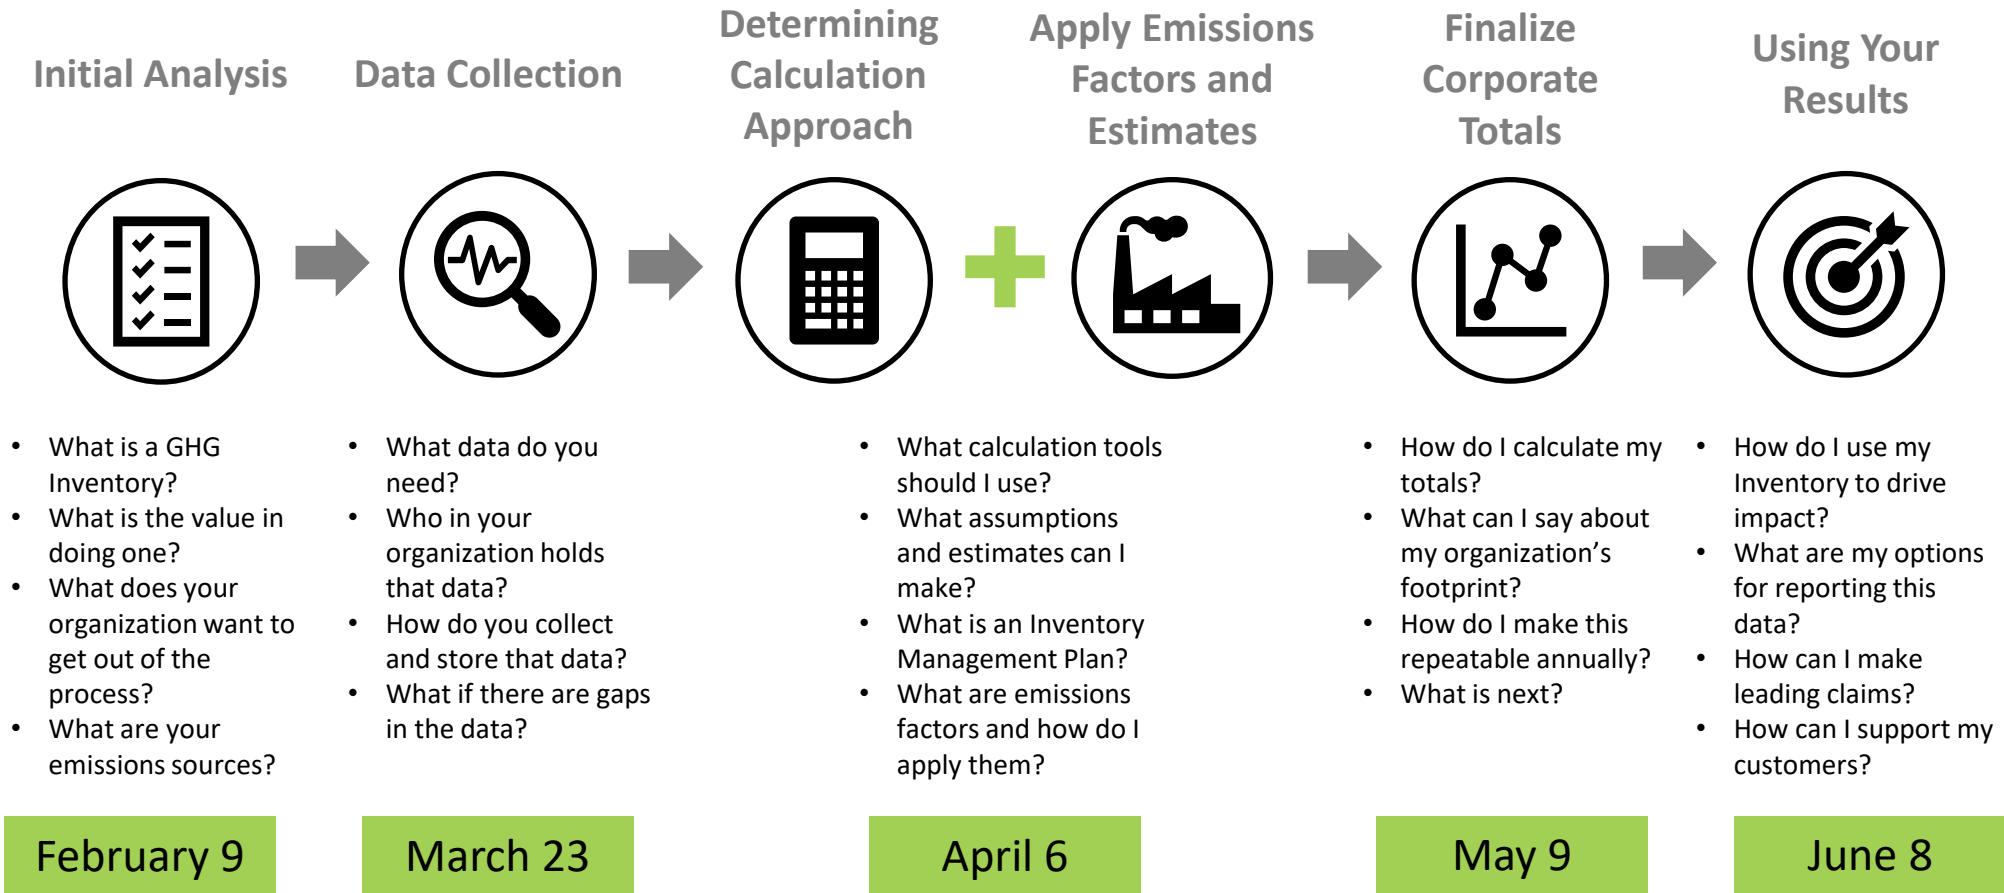 Initial Analysis
Data Collection
Determining
Calculation
Approach
Apply Emissions
Factors and
Estimates
Finalize
Corporate
Totals
Using Your
Results
• What is a GHG
Inventory?
• What is the value in
doing one?
• What does your
organization want to
get out of the
process?
• What are your
emissions sources?
• What data do you
need?
• Who in your
organization holds
that data?
• How do you collect
and store that data?
• What if there are gaps
in the data?
• What calculation tools
should I use?
• What assumptions
and estimates can I
make?
• What is an Inventory
Management Plan?
• What are emissions
factors and how do I
apply them?
• How do I calculate my
totals?
• What can I say about
my organization’s
footprint?
• How do I make this
repeatable annually?
• What is next?
• How do I use my
Inventory to drive
impact?
• What are my options
for reporting this
data?
• How can I make
leading claims?
• How can I support my
customers?
February 9
March 23
April 6
May 9
June 8